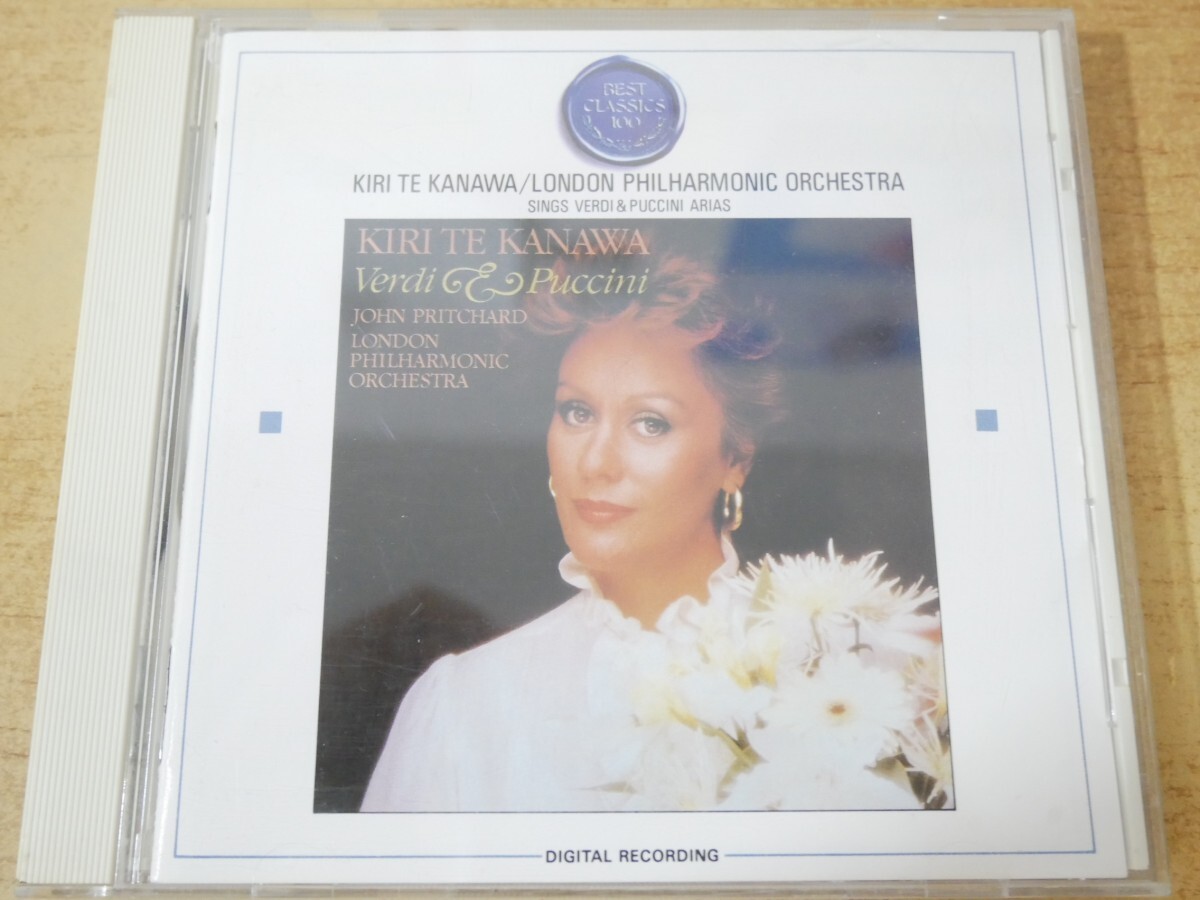 BEST
CLASSICS
100
KIRI TE KANAWA/LONDON PHILHARMONIC ORCHESTRA
SINGS VERDI & PUCCINI ARIAS
KIRI TE KANAWA
Verdi & Puccini
JOHN PRITCHARD
LONDON
PHILHARMONIC
ORCHESTRA
DIGITAL RECORDING